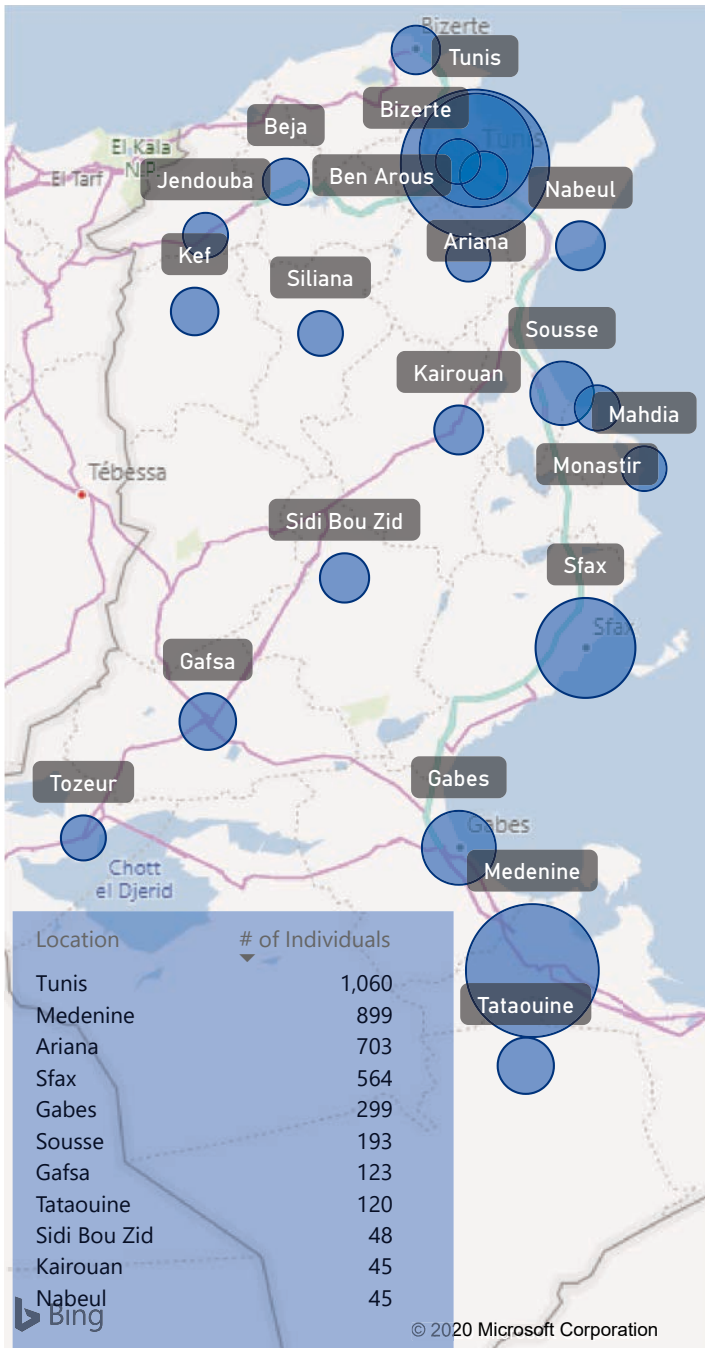 Bizerte
Tunis
Bizerte
Tunis
Beja
El Kala
N.P.
El Tarf
Jendouba
Ben Arous
Nabeul
Kef
Ariana
Siliana
Sousse
Kairouan
Mahdia
Monastir
Tébessa
Sidi Bou Zid
Sfax
Sfax
Gafsa
Tozeur
Gabes
Gabes
Chott
el Djerid
Medenine
Tataouine
Location # of Individuals
Tunis 1,060
Medenine 899
Ariana 703
Sfax 564
Gabes 299
Sousse 193
Gafsa 123
Tataouine 120
Sidi Bou Zid 48
Kairouan 45
Nabeul 45
Bing
© 2020 Microsoft Corporation